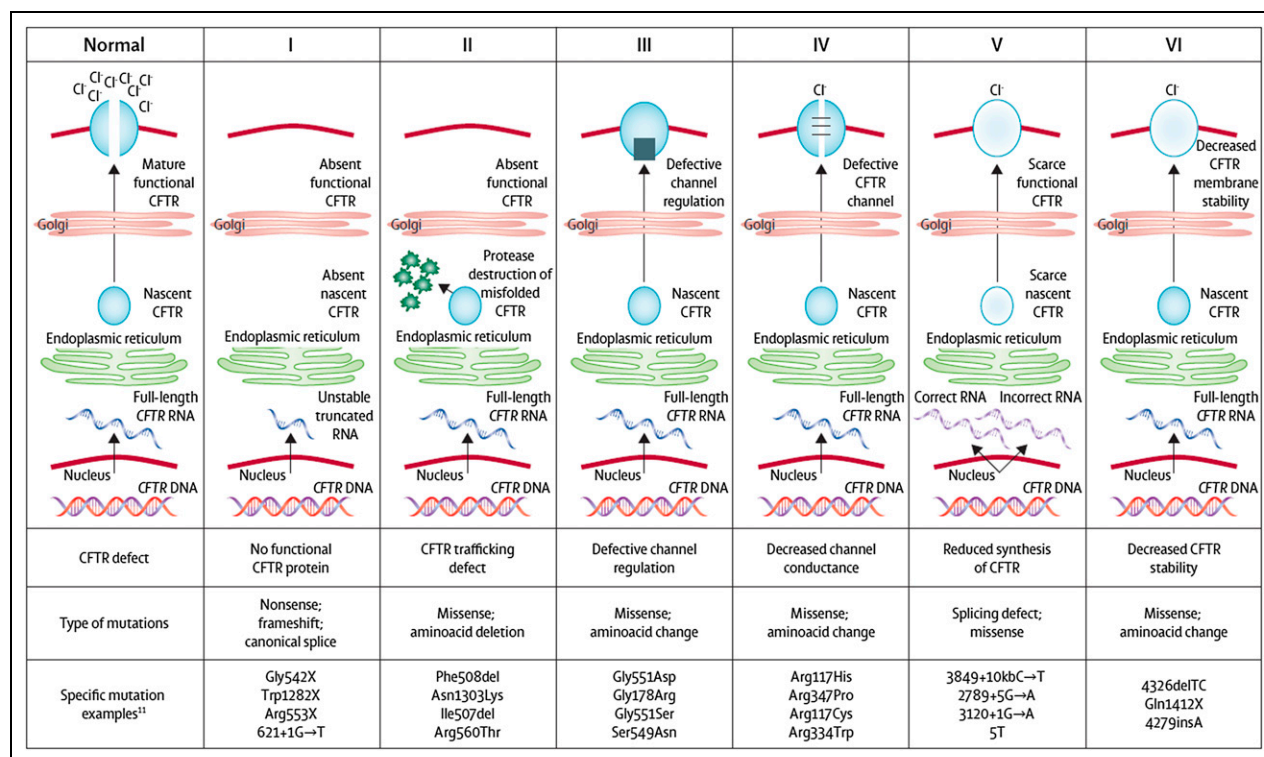 Normal
I
II
III
IV
V
VI
Cl⁻ Cl⁻ Cl⁻ Cl⁻
Cl⁻ Cl⁻
Cl⁻
Mature
functional
CFTR
Golgi
Nascent
CFTR
Endoplasmic reticulum
Full-length
CFTR RNA
Nucleus
CFTR DNA
Absent
functional
CFTR
Golgi
Absent
nascent
CFTR
Endoplasmic reticulum
Unstable
truncated
RNA
Nucleus
CFTR DNA
Absent
functional
CFTR
Golgi
Protease
destruction of
misfolded
CFTR
Endoplasmic reticulum
Full-length
CFTR RNA
Nucleus
CFTR DNA
Defective
channel
regulation
Golgi
Nascent
CFTR
Endoplasmic reticulum
Full-length
CFTR RNA
Nucleus
CFTR DNA
Cl⁻
Defective
CFTR
channel
Golgi
Nascent
CFTR
Endoplasmic reticulum
Full-length
CFTR RNA
Nucleus
CFTR DNA
Cl⁻
Scarce
functional
CFTR
Golgi
Scarce
nascent
CFTR
Endoplasmic reticulum
Correct RNA Incorrect RNA
Nucleus
CFTR DNA
Cl⁻
Decreased
CFTR
membrane
stability
Golgi
Nascent
CFTR
Endoplasmic reticulum
Full-length
CFTR RNA
Nucleus
CFTR DNA
CFTR defect
No functional
CFTR protein
CFTR trafficking
defect
Defective channel
regulation
Decreased channel
conductance
Reduced synthesis
of CFTR
Decreased CFTR
stability
Type of mutations
Nonsense;
frameshift;
canonical splice
Missense;
aminoacid deletion
Missense;
aminoacid change
Missense;
aminoacid change
Splicing defect;
missense
Missense;
aminoacid change
Specific mutation
examples¹¹
Gly542X
Trp1282X
Arg553X
621+1G→T
Phe508del
Asn1303Lys
Ile507del
Arg560Thr
Gly551Asp
Gly178Arg
Gly551Ser
Ser549Asn
Arg117His
Arg347Pro
Arg117Cys
Arg334Trp
3849+10kbC→T
2789+5G→A
3120+1G→A
5T
4326delTC
Gln1412X
4279insA